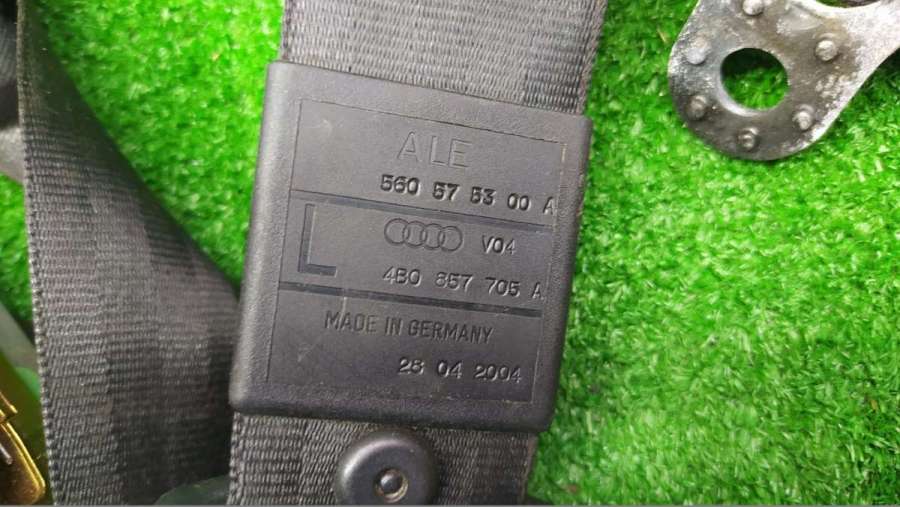 ALE
560 57 53 00 A
L
V04
4B0 857 705 A
MADE IN GERMANY
28 04 2004